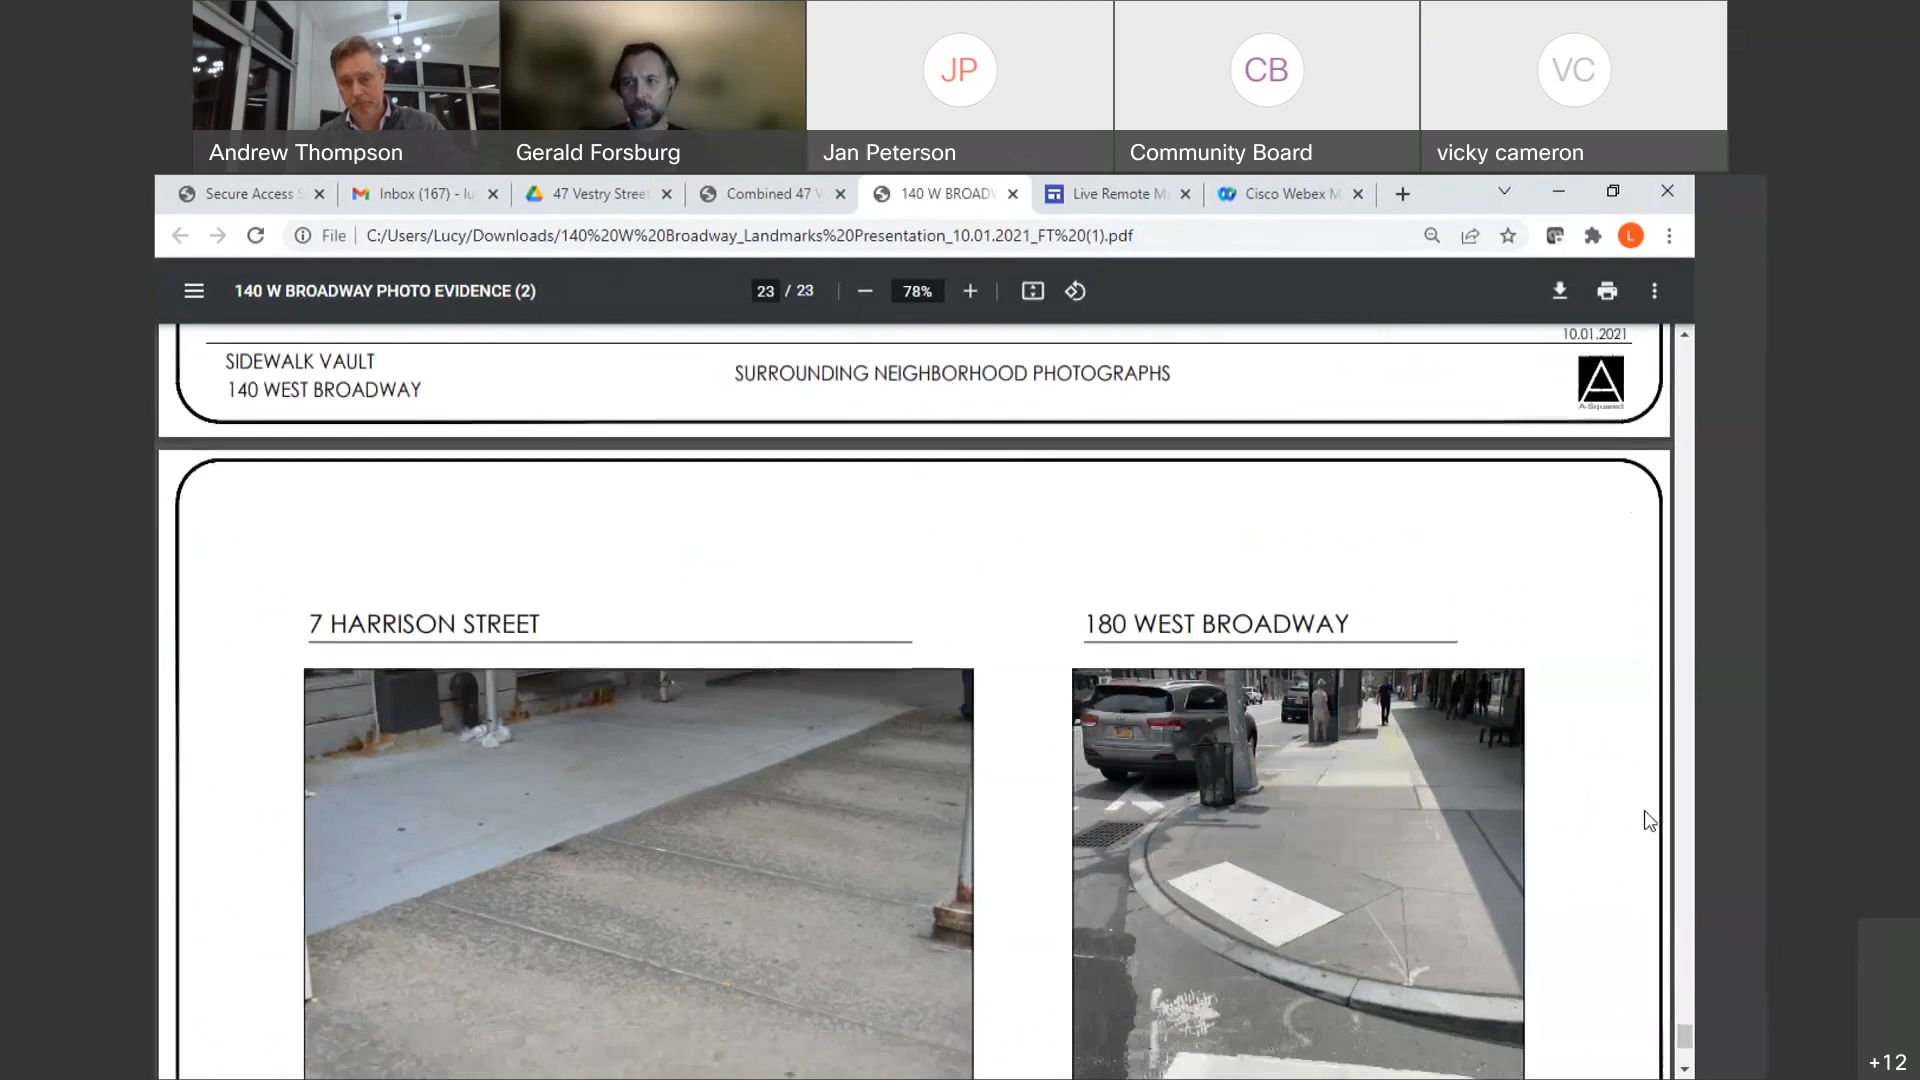 JP
CB
VC
Andrew Thompson
Gerald Forsburg
Jan Peterson
Community Board
vicky cameron
Secure Access
Inbox (167) - lu
47 Vestry Street
Combined 47 V
140 W BROADW
Live Remote M
Cisco Webex M
File
C:/Users/Lucy/Downloads/140%20W%20Broadway_Landmarks%20Presentation_10.01.2021_FT%20(1).pdf
L
140 W BROADWAY PHOTO EVIDENCE (2)
23 / 23
78%
10.01.2021
SIDEWALK VAULT
140 WEST BROADWAY
SURROUNDING NEIGHBORHOOD PHOTOGRAPHS
A-Squared
7 HARRISON STREET
180 WEST BROADWAY
+12